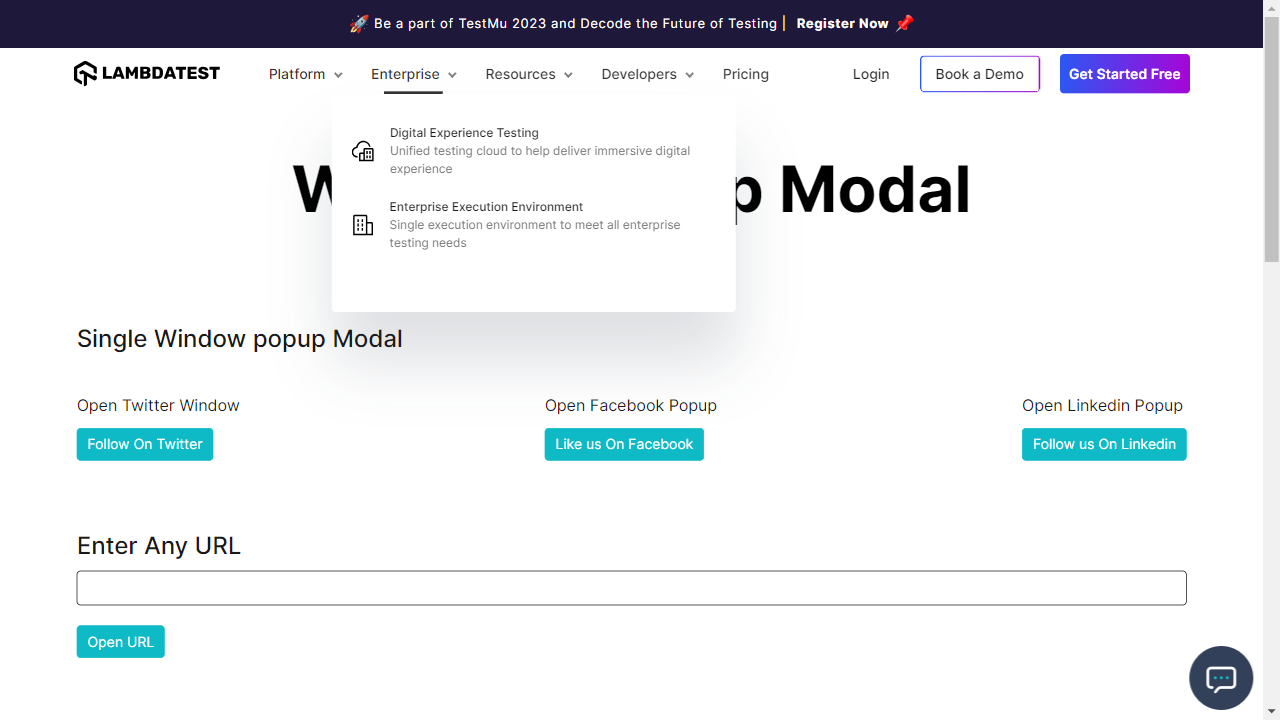 Be a part of TestMu 2023 and Decode the Future of Testing | Register Now
LAMBDATEST
Platform Enterprise Resources Developers Pricing Login Book a Demo Get Started Free
Digital Experience Testing
Unified testing cloud to help deliver immersive digital
experience
Modal
Enterprise Execution Environment
Single execution environment to meet all enterprise
testing needs
Single Window popup Modal
Open Twitter Window Open Facebook Popup Open Linkedin Popup
Follow On Twitter Like us On Facebook Follow us On Linkedin
Enter Any URL
Open URL